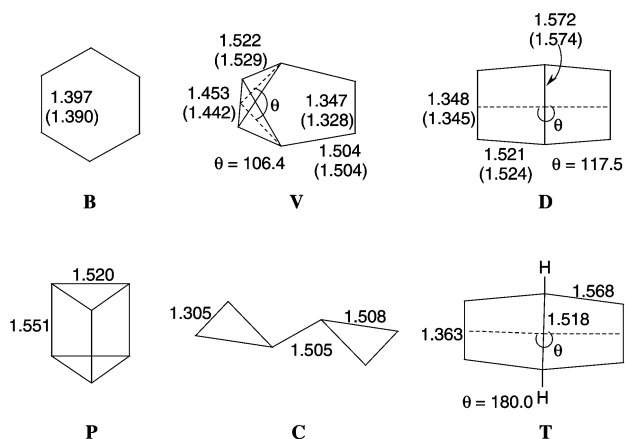 1.397
(1.390)
B
1.522
(1.529)
1.453
(1.442)
θ
1.347
(1.328)
θ = 106.4
1.504
(1.504)
V
1.572
(1.574)
1.348
(1.345)
θ
1.521
(1.524)
θ = 117.5
D
1.520
1.551
P
1.305
1.508
1.505
C
H
1.568
1.518
1.363
θ
θ = 180.0
H
T